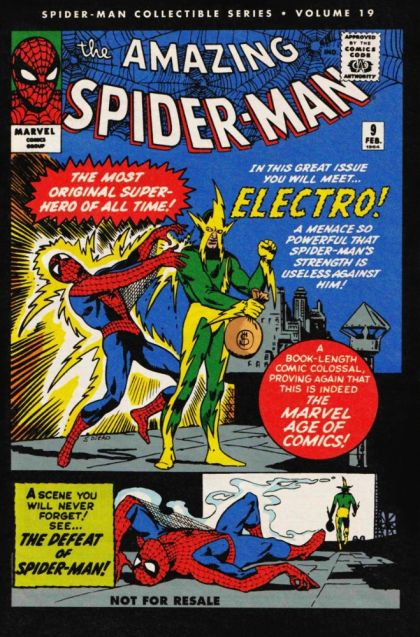 SPIDER-MAN COLLECTIBLE SERIES • VOLUME 19
the AMAZING
SPIDER-MAN
APPROVED
BY THE
COMICS
CODE
AUTHORITY
MARVEL
COMICS
GROUP
9
FEB.
1964
THE MOST
ORIGINAL SUPER-
HERO OF ALL TIME!
IN THIS GREAT ISSUE
YOU WILL MEET...
ELECTRO!
A MENACE SO
POWERFUL THAT
SPIDER-MAN'S
STRENGTH IS
USELESS AGAINST
HIM!
$
A
BOOK-LENGTH
COMIC COLOSSAL,
PROVING AGAIN THAT
THIS IS INDEED
THE
MARVEL
AGE OF
COMICS!
S. DITKO
A SCENE YOU
WILL NEVER
FORGET!
SEE...
THE DEFEAT
OF
SPIDER-MAN!
NOT FOR RESALE